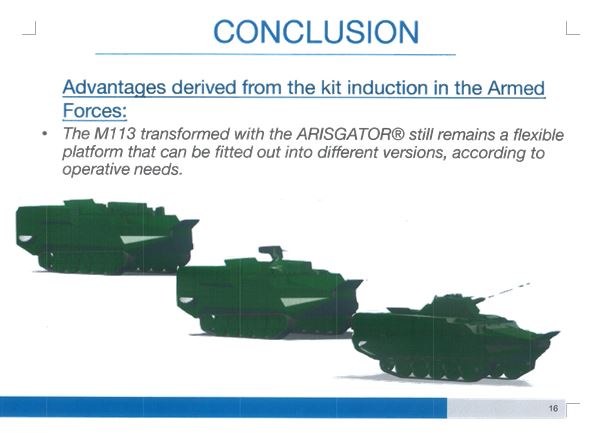 CONCLUSION
Advantages derived from the kit induction in the Armed
Forces:
• The M113 transformed with the ARISGATOR® still remains a flexible
platform that can be fitted out into different versions, according to
operative needs.
16